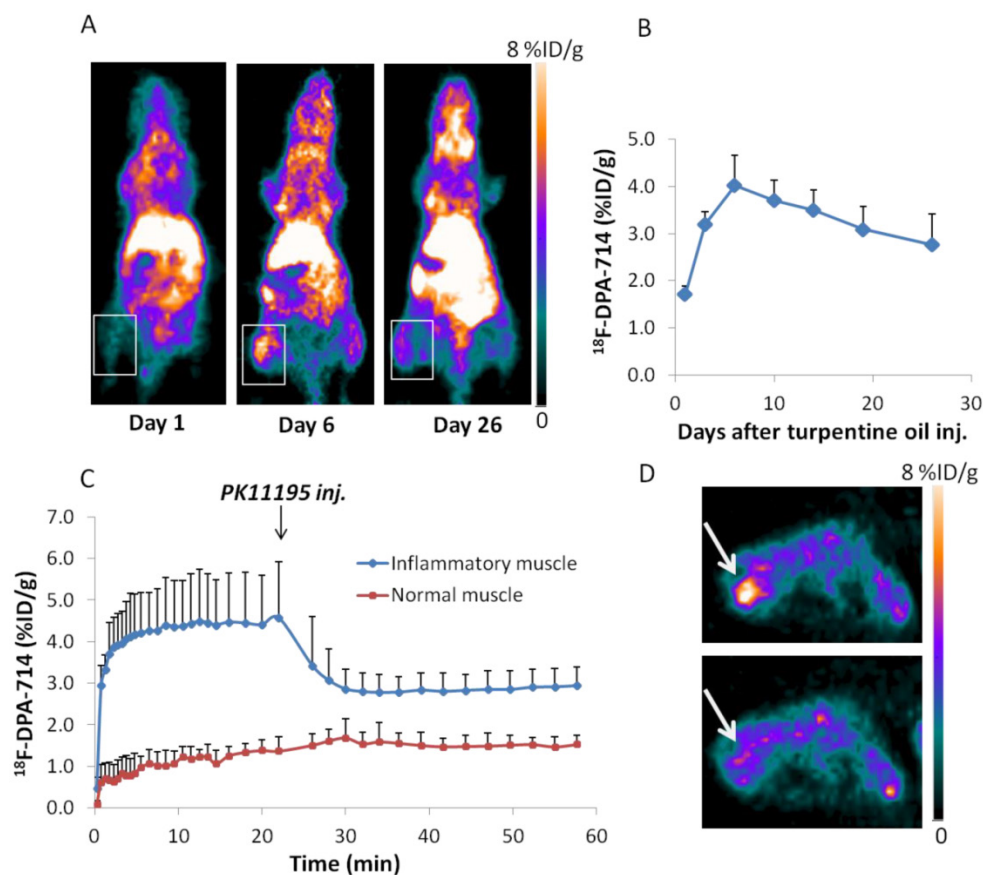 A
8 %ID/g
0
Day 1
Day 6
Day 26
B
¹⁸F-DPA-714 (%ID/g)
5.0
4.0
3.0
2.0
1.0
0.0
0
10
20
30
Days after turpentine oil inj.
C
PK11195 inj.
¹⁸F-DPA-714 (%ID/g)
7.0
6.0
5.0
4.0
3.0
2.0
1.0
0.0
Inflammatory muscle
Normal muscle
0
10
20
30
40
50
60
Time (min)
D
8 %ID/g
0